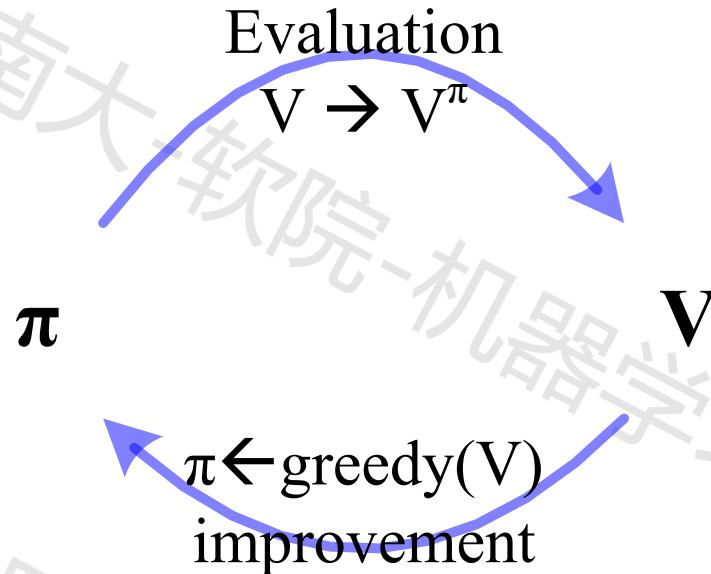 Evaluation
V → V^π
π
V
π←greedy(V)
improvement
南大-软院-机器学